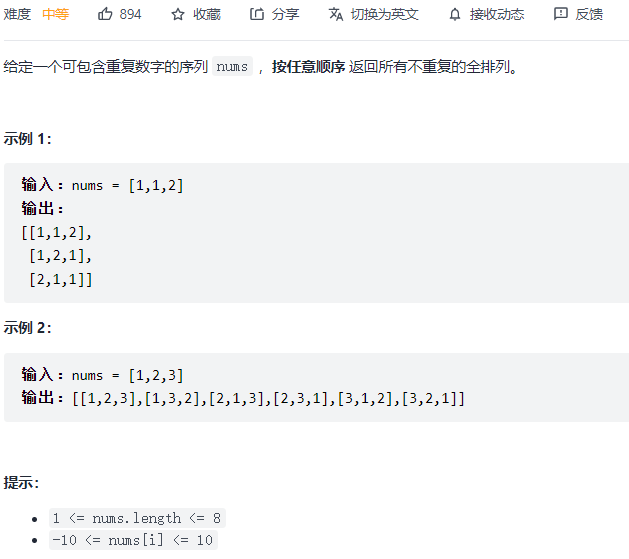 难度 中等 894 收藏 分享 切换为英文 接收动态 反馈
给定一个可包含重复数字的序列 nums ，按任意顺序 返回所有不重复的全排列。
示例 1：
输入：nums = [1,1,2]
输出：
[[1,1,2],
[1,2,1],
[2,1,1]]
示例 2：
输入：nums = [1,2,3]
输出：[[1,2,3],[1,3,2],[2,1,3],[2,3,1],[3,1,2],[3,2,1]]
提示：
• 1 <= nums.length <= 8
• -10 <= nums[i] <= 10